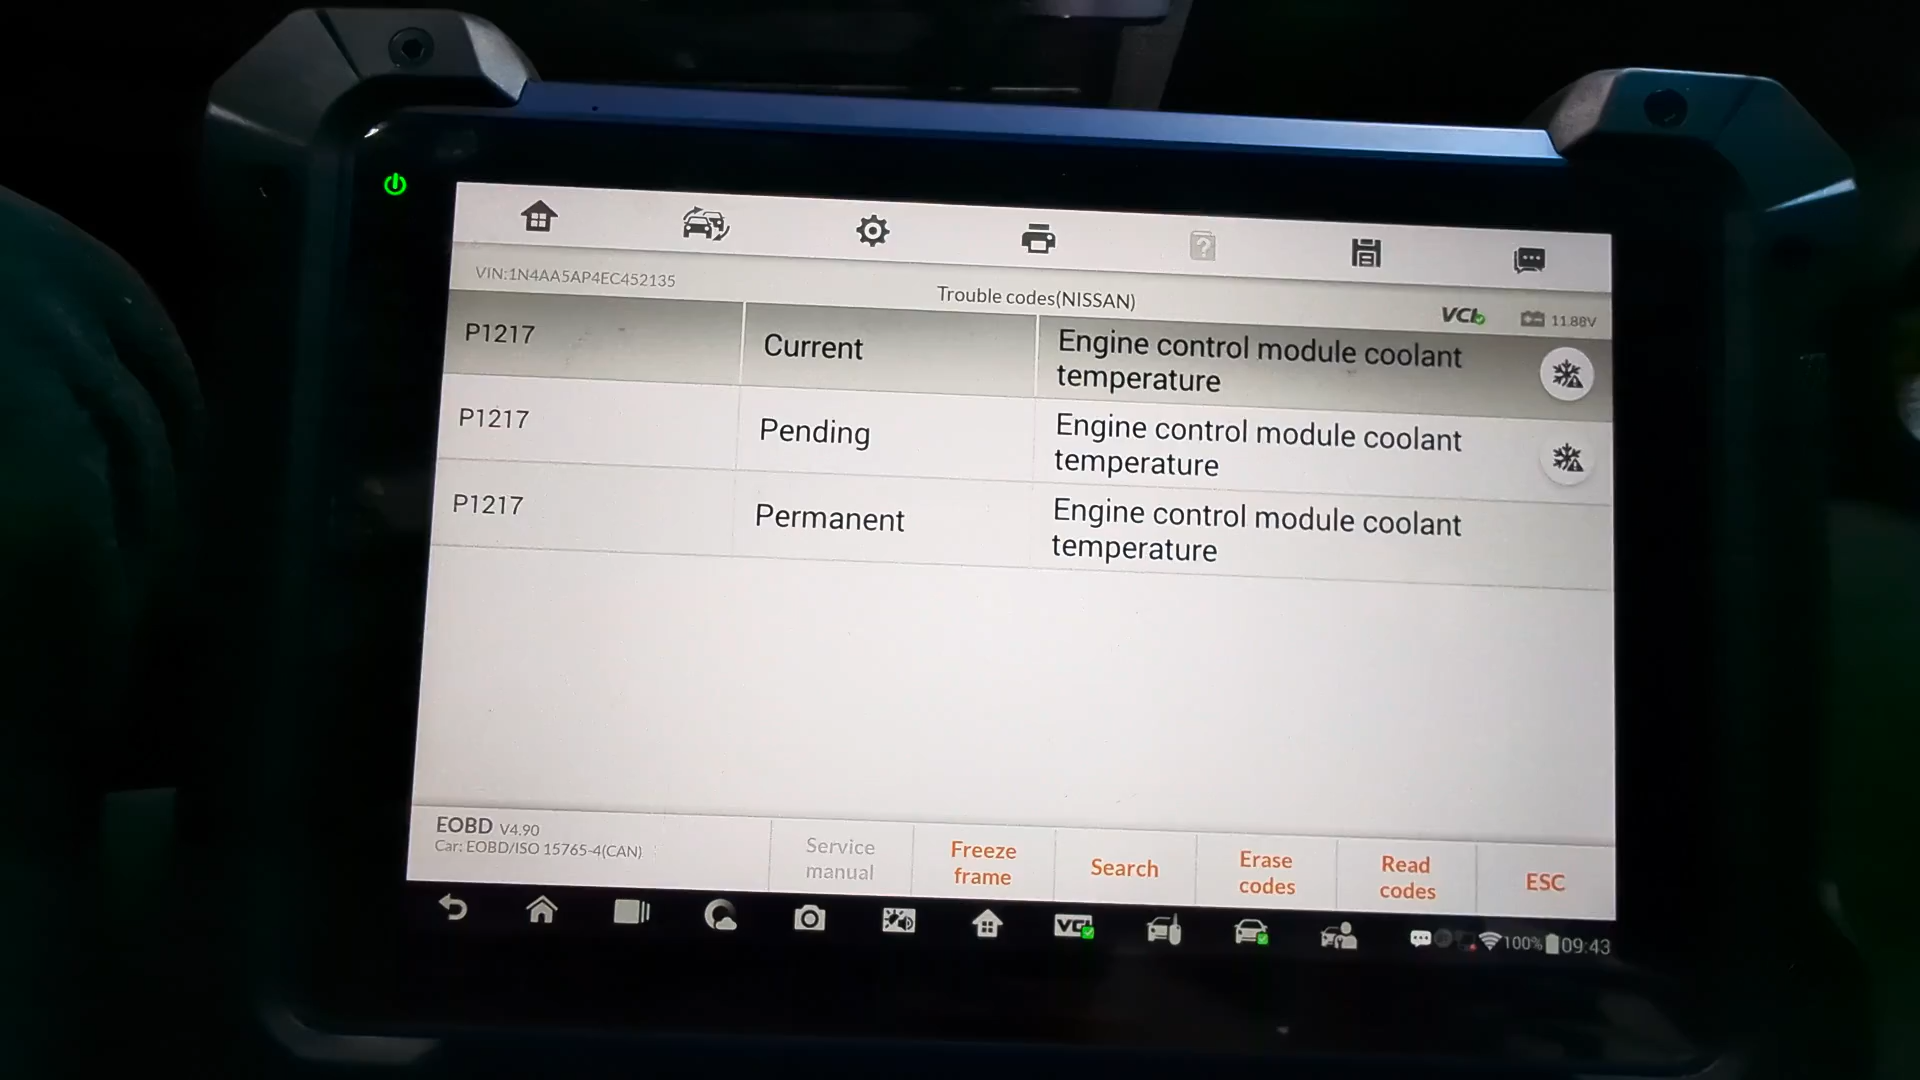 VIN:1N4AA5AP4EC452135
Trouble codes(NISSAN)
VCI
11.88V
P1217
Current
Engine control module coolant
temperature
P1217
Pending
Engine control module coolant
temperature
P1217
Permanent
Engine control module coolant
temperature
EOBD V4.90
Car: EOBD/ISO 15765-4(CAN)
Service
manual
Freeze
frame
Search
Erase
codes
Read
codes
ESC
VCI
100%
09:43